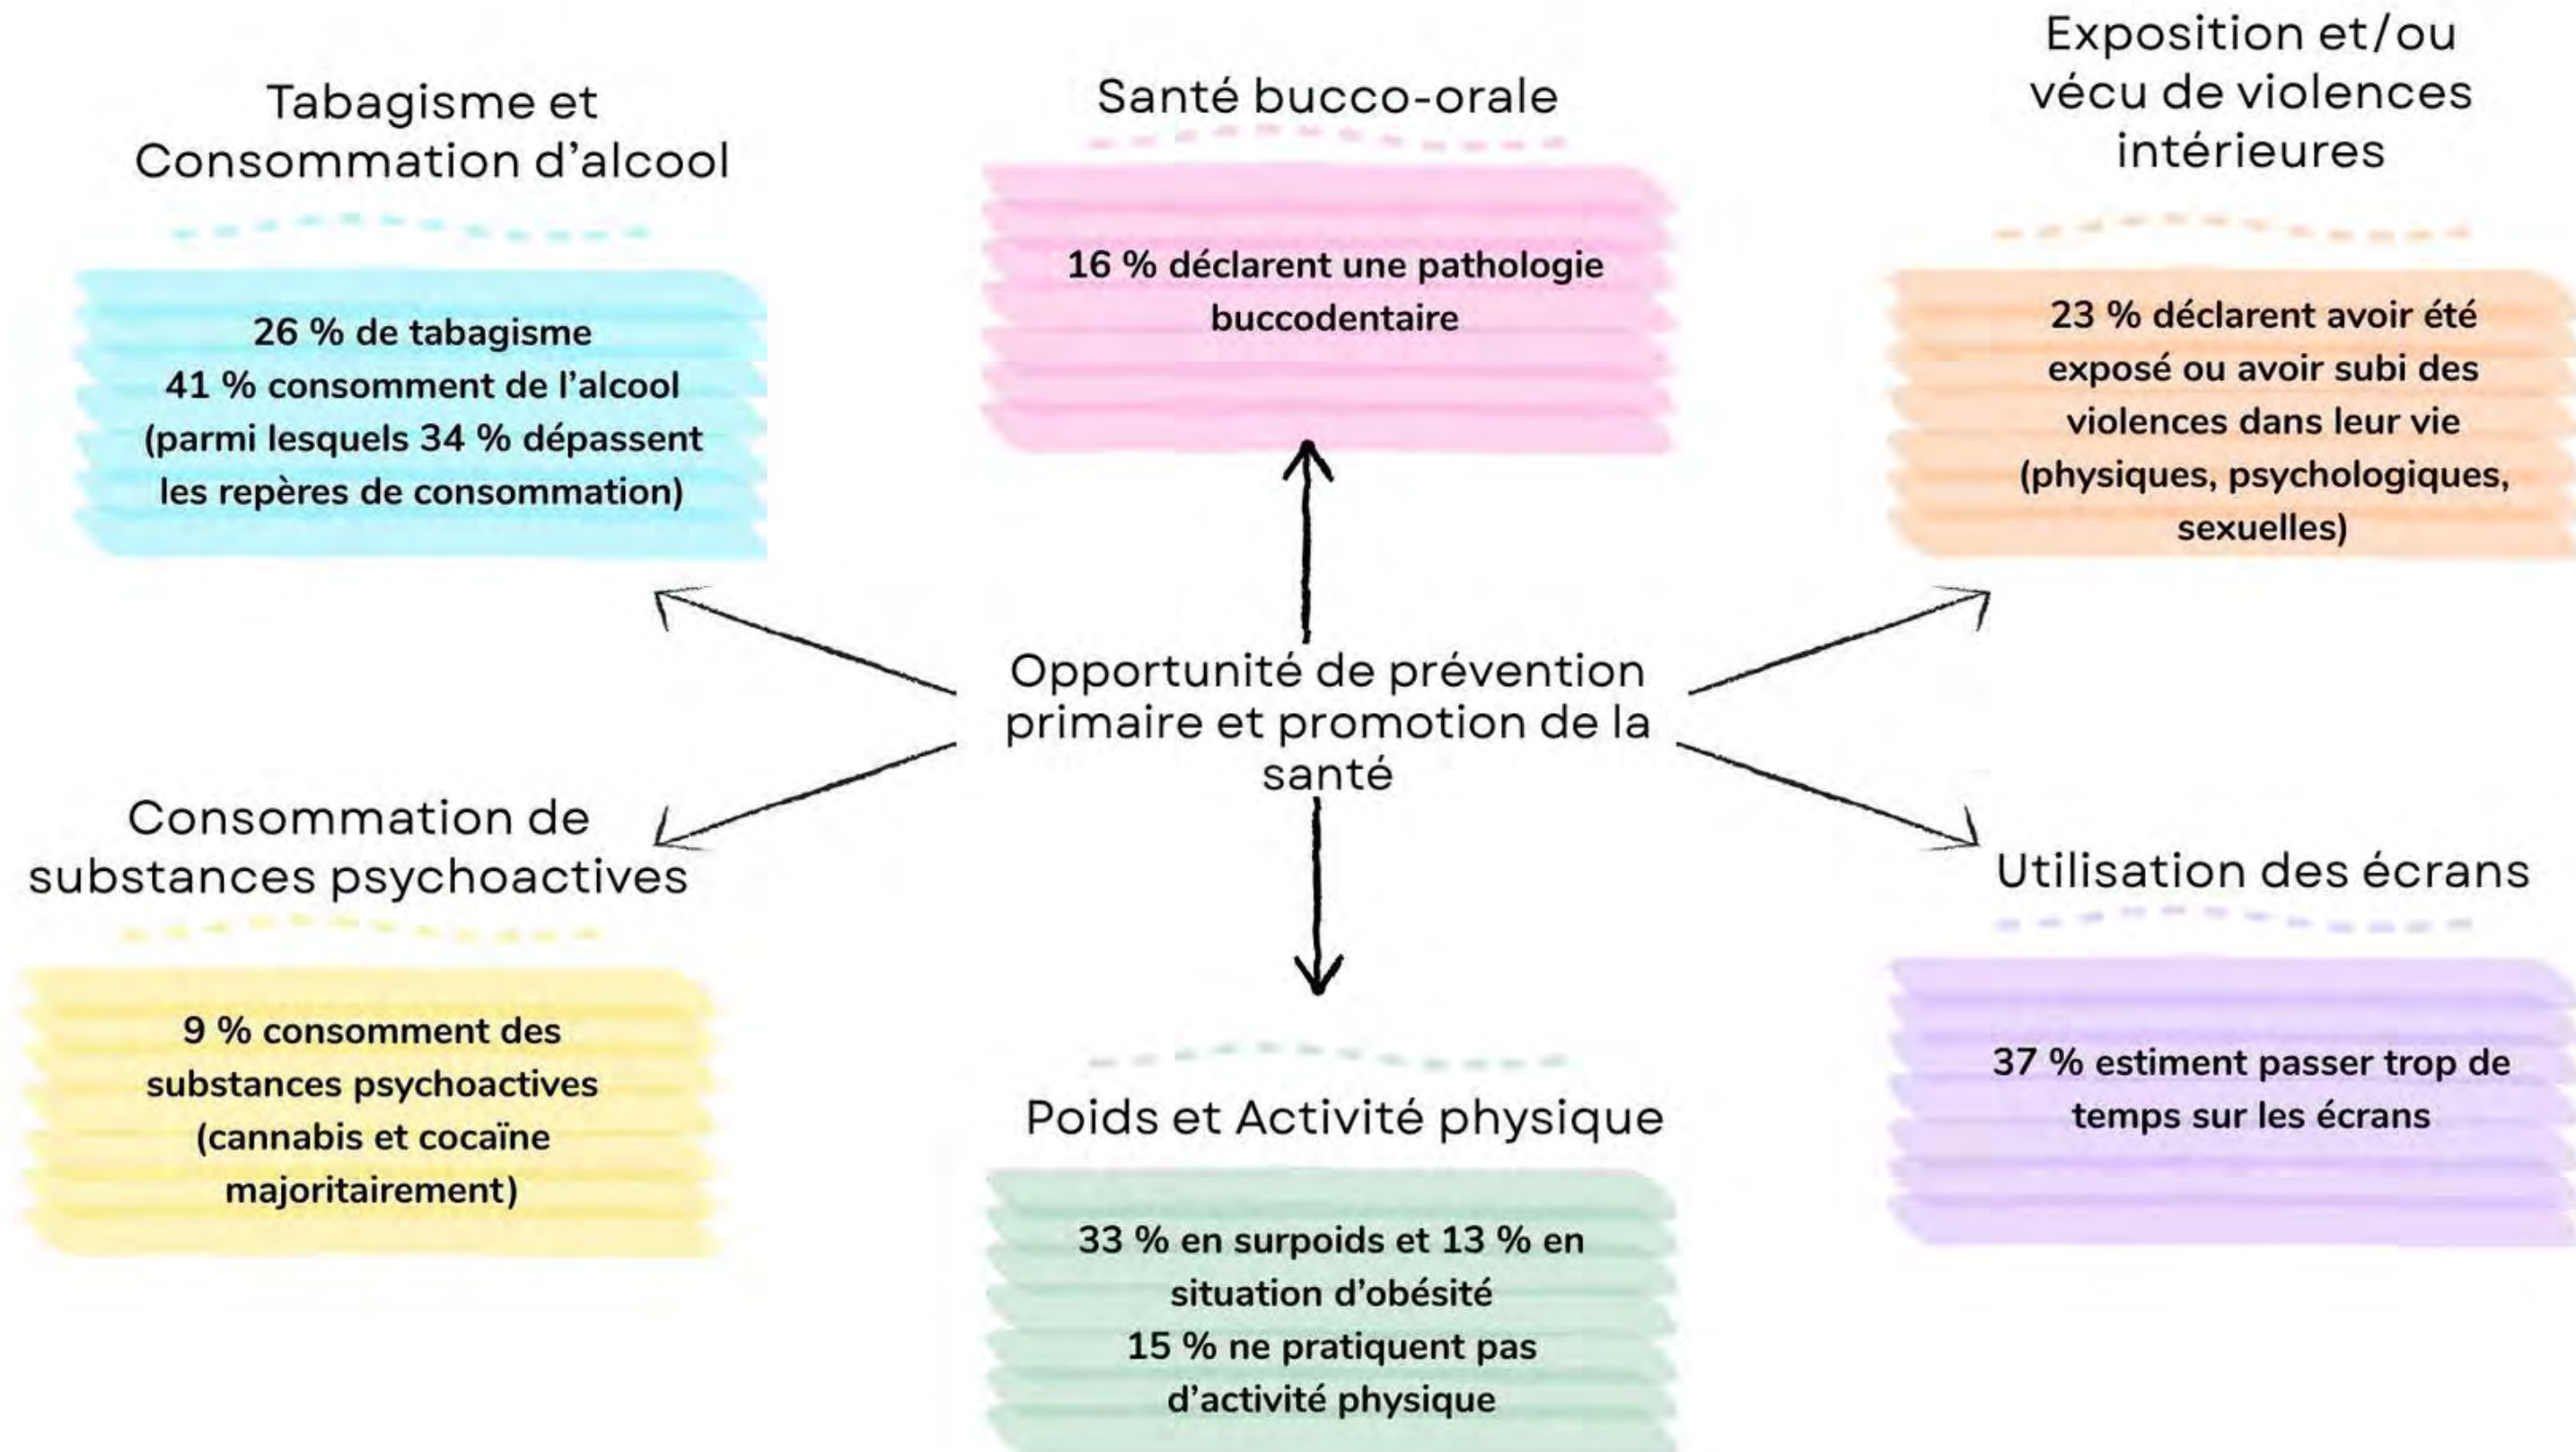 Tabagisme et
Consommation d'alcool
26 % de tabagisme
41 % consomment de l'alcool
(parmi lesquels 34 % dépassent
les repères de consommation)
Santé bucco-orale
16 % déclarent une pathologie
buccodentaire
Exposition et/ou
vécu de violences
intérieures
23 % déclarent avoir été
exposé ou avoir subi des
violences dans leur vie
(physiques, psychologiques,
sexuelles)
Opportunité de prévention
primaire et promotion de la
santé
Consommation de
substances psychoactives
9 % consomment des
substances psychoactives
(cannabis et cocaïne
majoritairement)
Poids et Activité physique
33 % en surpoids et 13 % en
situation d'obésité
15 % ne pratiquent pas
d'activité physique
Utilisation des écrans
37 % estiment passer trop de
temps sur les écrans